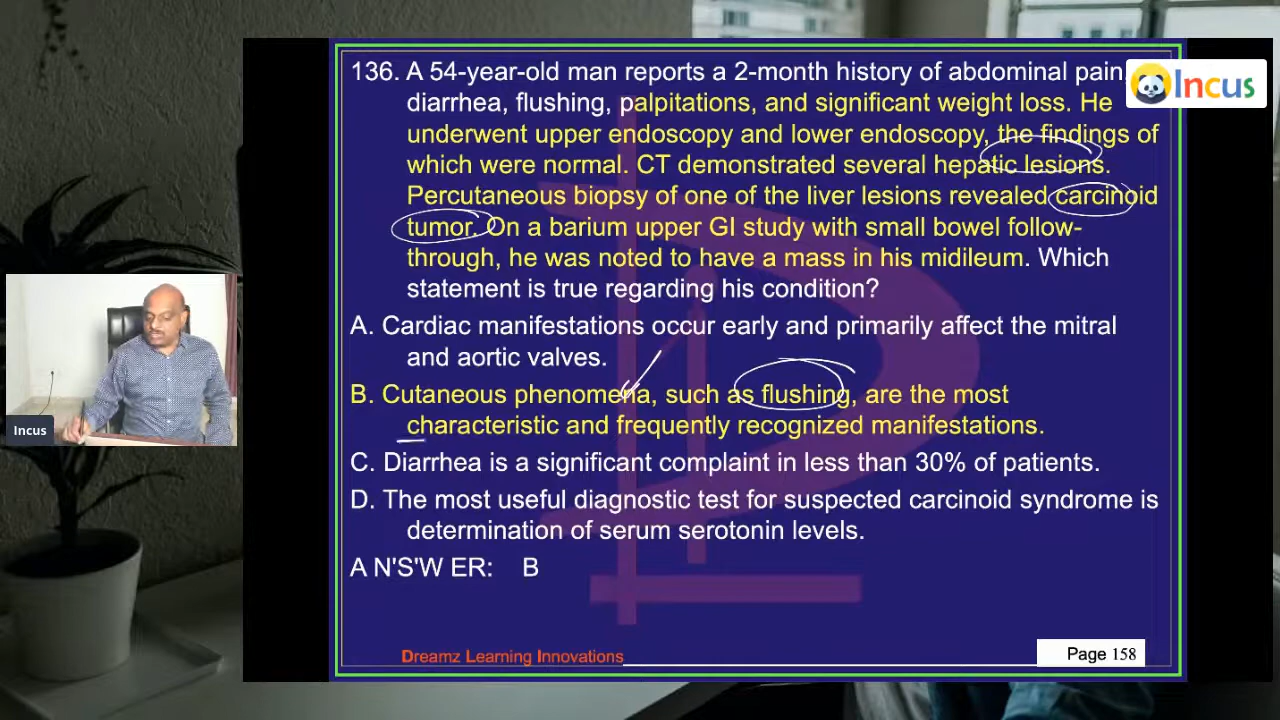 136. A 54-year-old man reports a 2-month history of abdominal pain,
Incus
diarrhea, flushing, palpitations, and significant weight loss. He
underwent upper endoscopy and lower endoscopy, the findings of
which were normal. CT demonstrated several hepatic lesions.
Percutaneous biopsy of one of the liver lesions revealed carcinoid
tumor. On a barium upper GI study with small bowel follow-
through, he was noted to have a mass in his midileum. Which
statement is true regarding his condition?
A. Cardiac manifestations occur early and primarily affect the mitral
and aortic valves.
B. Cutaneous phenomena, such as flushing, are the most
characteristic and frequently recognized manifestations.
C. Diarrhea is a significant complaint in less than 30% of patients.
D. The most useful diagnostic test for suspected carcinoid syndrome is
determination of serum serotonin levels.
A N'S'W ER: B
Incus
Dreamz Learning Innovations
Page 158